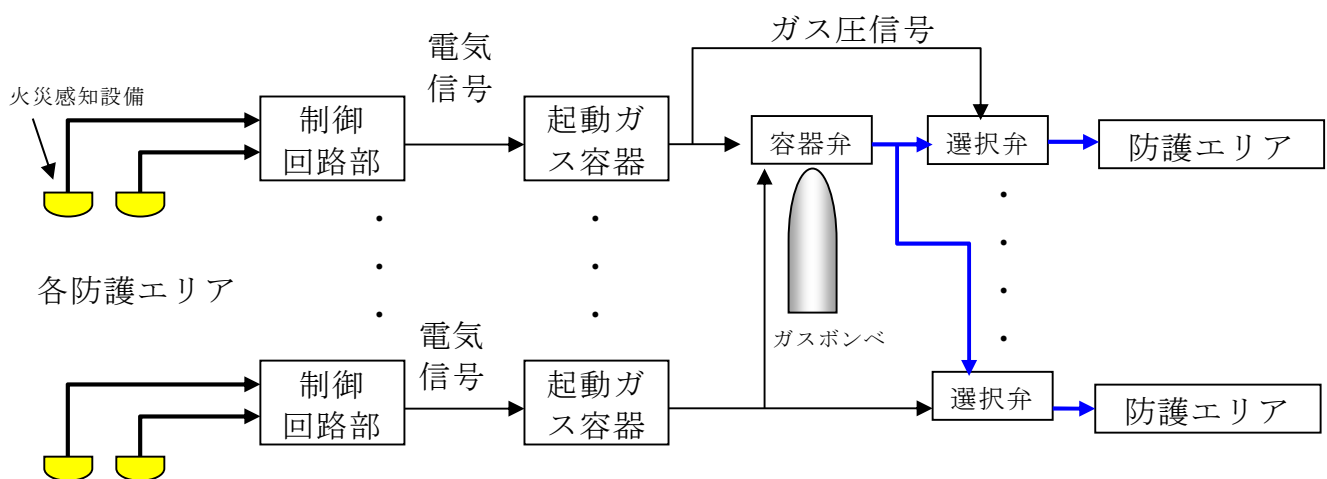 ガス圧信号
電気
信号
火災感知設備
制御
回路部
起動ガ
ス容器
容器弁
選択弁
防護エリア
各防護エリア
ガスボンベ
電気
信号
制御
回路部
起動ガ
ス容器
選択弁
防護エリア